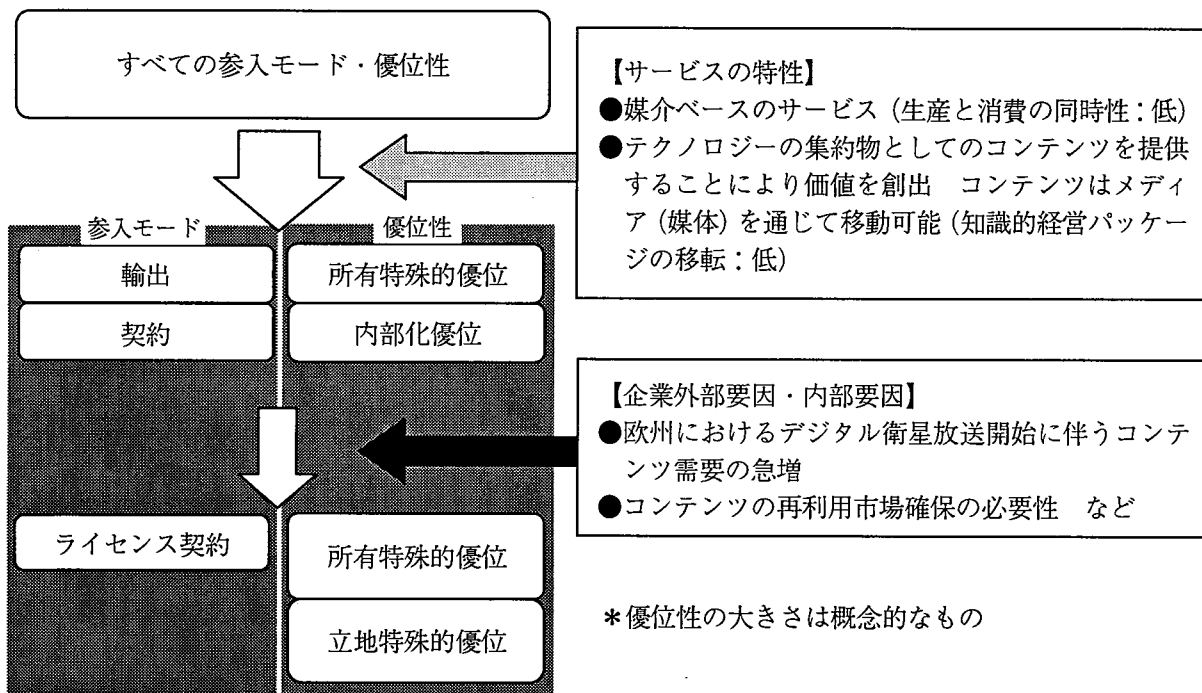 すべての参入モード・優位性
【サービスの特性】
●媒介ベースのサービス（生産と消費の同時性：低）
●テクノロジーの集約物としてのコンテンツを提供
することにより価値を創出　コンテンツはメディ
ア（媒体）を通じて移動可能（知識的経営パッケー
ジの移転：低）
参入モード
優位性
輸出
所有特殊的優位
契約
内部化優位
【企業外部要因・内部要因】
●欧州におけるデジタル衛星放送開始に伴うコンテ
ンツ需要の急増
●コンテンツの再利用市場確保の必要性　など
ライセンス契約
所有特殊的優位
立地特殊的優位
＊優位性の大きさは概念的なもの